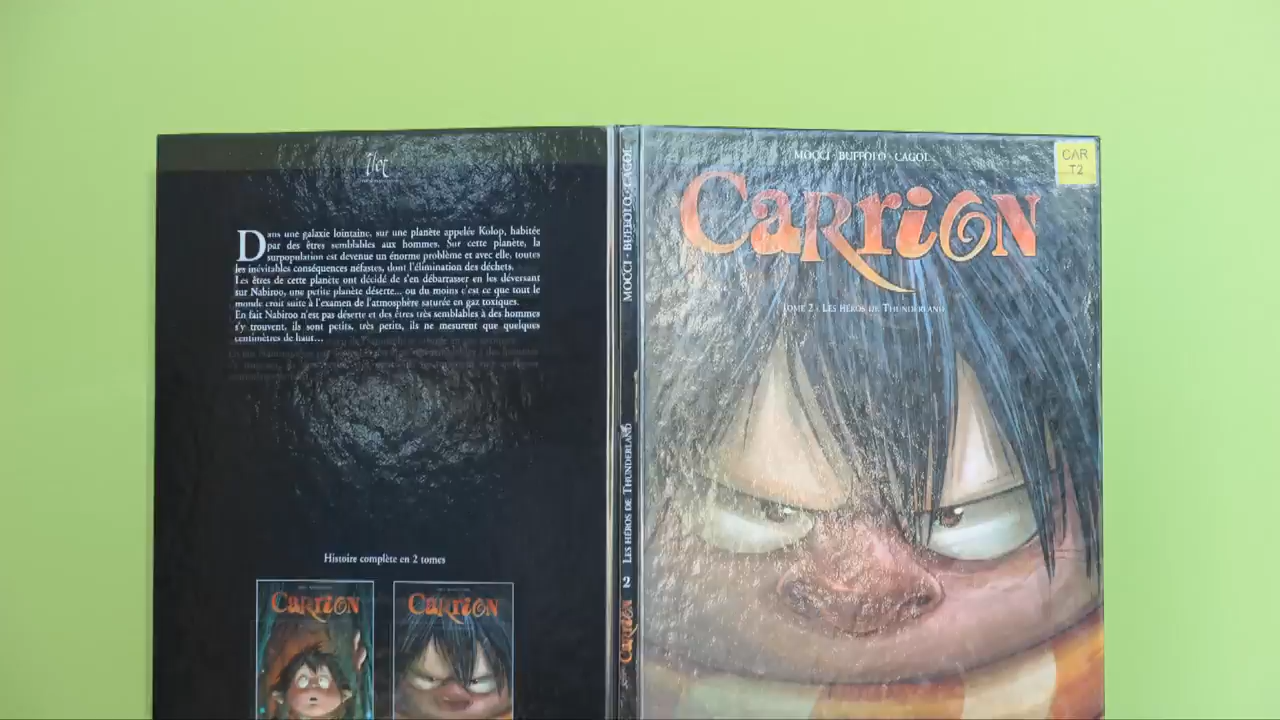 Dans une galaxie lointaine, sur une planète appelée Kolop, habitée
par des êtres semblables aux hommes. Sur cette planète, la
surpopulation est devenue un énorme problème et avec elle, toutes
les inévitables conséquences néfastes, dont l'élimination des déchets.
Les êtres de cette planète ont décidé de s'en débarrasser en les déversant
sur Nabiroo, une petite planète déserte... ou du moins c'est ce que tout le
monde croit suite à l'examen de l'atmosphère saturée en gaz toxiques.
En fait Nabiroo n'est pas déserte et des êtres très semblables à des hommes
s'y trouvent, ils sont petits, très petits, ils ne mesurent que quelques
centimètres de haut...
Histoire complète en 2 tomes
CARRION
CARRION
MOCCI · BUFFOLO · CAGOL
LES HÉROS DE THUNDERLAND
2
CARRION
MOCCI · BUFFOLO · CAGOL
CAR
T2
CARRION
TOME 2 : LES HÉROS DE THUNDERLAND